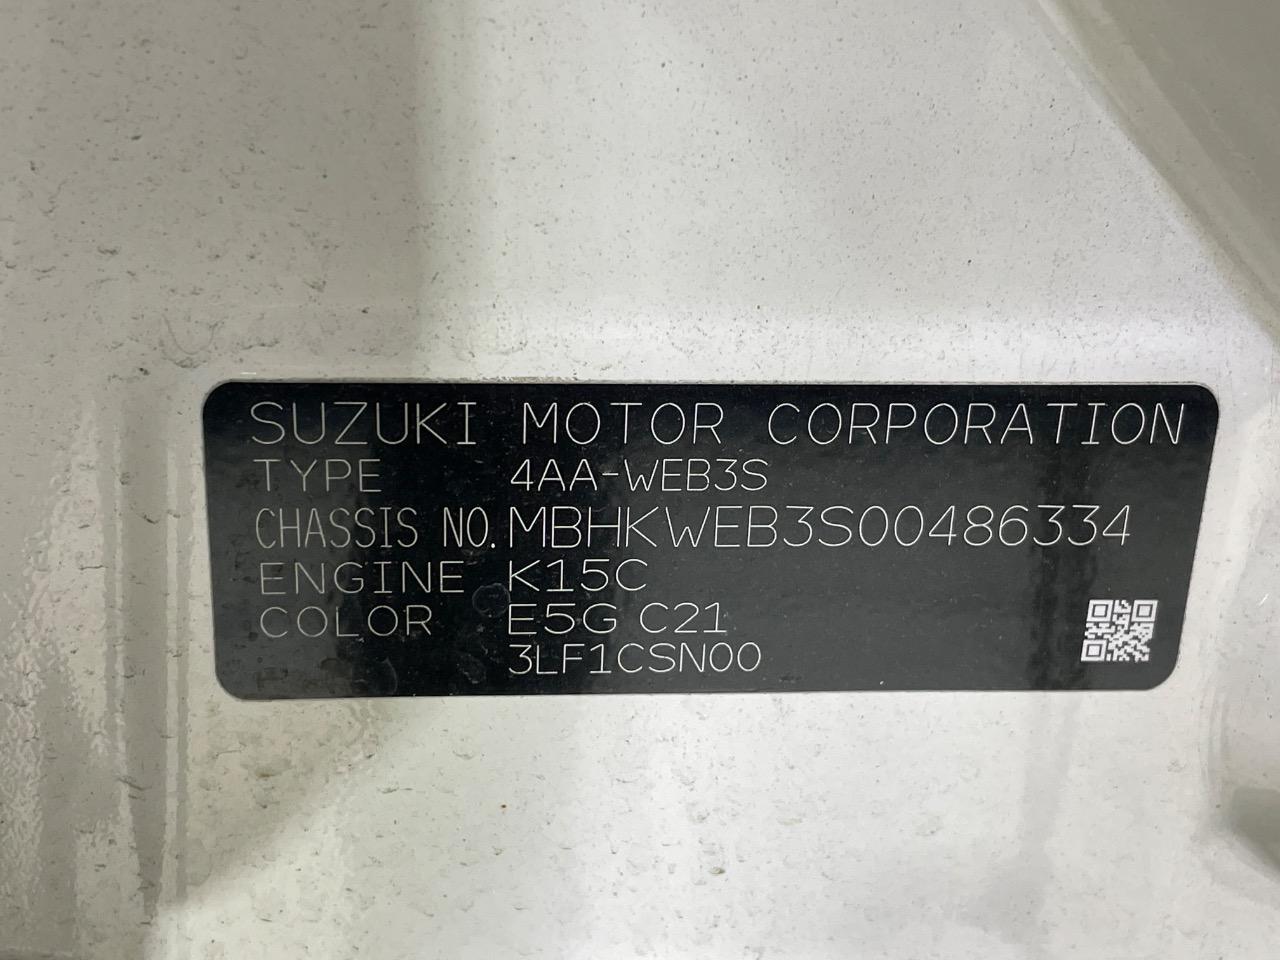 SUZUKI MOTOR CORPORATION
TYPE 4AA-WEB3S
CHASSIS NO. MBHKWEB3S00486334
ENGINE K15C
COLOR E5G C21
3LF1CSN00